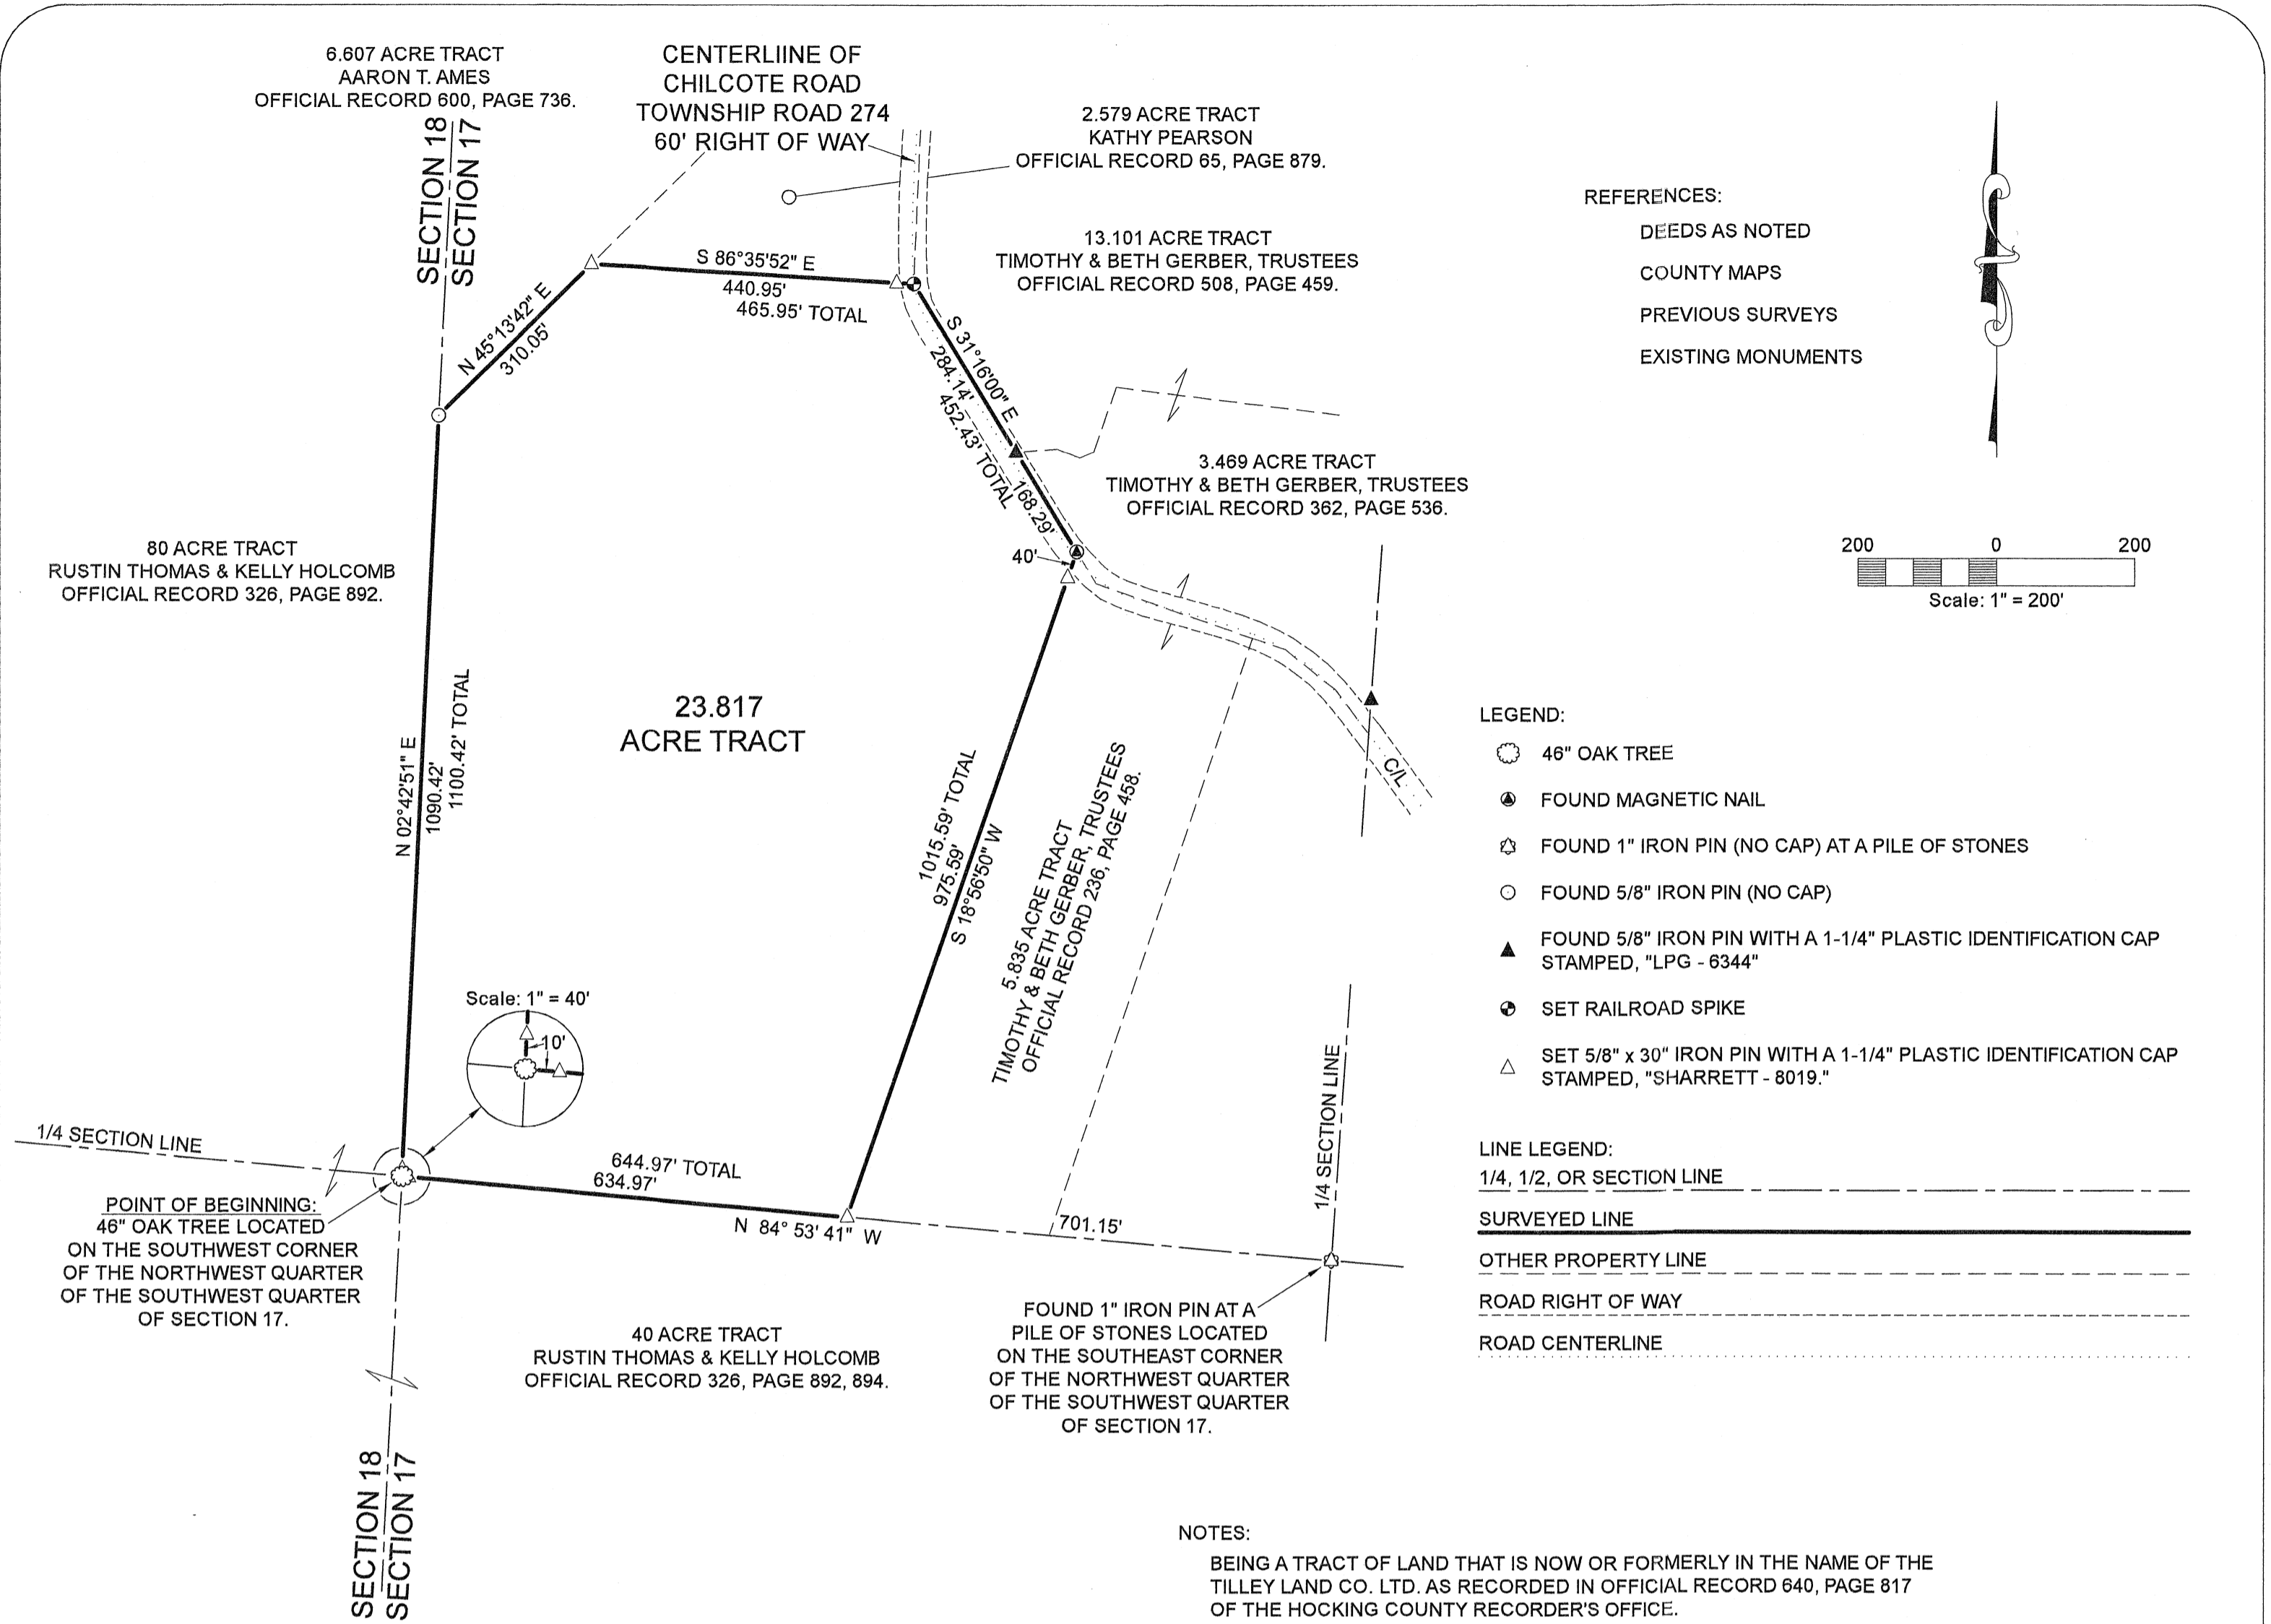 6.607 ACRE TRACT
AARON T. AMES
OFFICIAL RECORD 600, PAGE 736.
SECTION 18
SECTION 17
CENTERLIINE OF
CHILCOTE ROAD
TOWNSHIP ROAD 274
60' RIGHT OF WAY
2.579 ACRE TRACT
KATHY PEARSON
OFFICIAL RECORD 65, PAGE 879.
13.101 ACRE TRACT
TIMOTHY & BETH GERBER, TRUSTEES
OFFICIAL RECORD 508, PAGE 459.
REFERENCES:
DEEDS AS NOTED
COUNTY MAPS
PREVIOUS SURVEYS
EXISTING MONUMENTS
S 86°35'52" E
440.95'
465.95' TOTAL
N 45°13'42" E
310.05'
S 31°16'00" E
284.14'
452.43' TOTAL
168.29'
40'
3.469 ACRE TRACT
TIMOTHY & BETH GERBER, TRUSTEES
OFFICIAL RECORD 362, PAGE 536.
80 ACRE TRACT
RUSTIN THOMAS & KELLY HOLCOMB
OFFICIAL RECORD 326, PAGE 892.
200 0 200
Scale: 1" = 200'
23.817
ACRE TRACT
N 02°42'51" E
1090.42'
1100.42' TOTAL
1015.59' TOTAL
975.59'
S 18°56'50" W
5.835 ACRE TRACT
TIMOTHY & BETH GERBER, TRUSTEES
OFFICIAL RECORD 236, PAGE 458.
C/L
LEGEND:
46" OAK TREE
FOUND MAGNETIC NAIL
FOUND 1" IRON PIN (NO CAP) AT A PILE OF STONES
FOUND 5/8" IRON PIN (NO CAP)
FOUND 5/8" IRON PIN WITH A 1-1/4" PLASTIC IDENTIFICATION CAP
STAMPED, "LPG - 6344"
SET RAILROAD SPIKE
SET 5/8" x 30" IRON PIN WITH A 1-1/4" PLASTIC IDENTIFICATION CAP
STAMPED, "SHARRETT - 8019."
Scale: 1" = 40'
10'
1/4 SECTION LINE
1/4 SECTION LINE
644.97' TOTAL
634.97'
N 84° 53' 41" W
701.15'
POINT OF BEGINNING:
46" OAK TREE LOCATED
ON THE SOUTHWEST CORNER
OF THE NORTHWEST QUARTER
OF THE SOUTHWEST QUARTER
OF SECTION 17.
LINE LEGEND:
1/4, 1/2, OR SECTION LINE
SURVEYED LINE
OTHER PROPERTY LINE
ROAD RIGHT OF WAY
ROAD CENTERLINE
40 ACRE TRACT
RUSTIN THOMAS & KELLY HOLCOMB
OFFICIAL RECORD 326, PAGE 892, 894.
FOUND 1" IRON PIN AT A
PILE OF STONES LOCATED
ON THE SOUTHEAST CORNER
OF THE NORTHWEST QUARTER
OF THE SOUTHWEST QUARTER
OF SECTION 17.
SECTION 18
SECTION 17
NOTES:
BEING A TRACT OF LAND THAT IS NOW OR FORMERLY IN THE NAME OF THE
TILLEY LAND CO. LTD. AS RECORDED IN OFFICIAL RECORD 640, PAGE 817
OF THE HOCKING COUNTY RECORDER'S OFFICE.